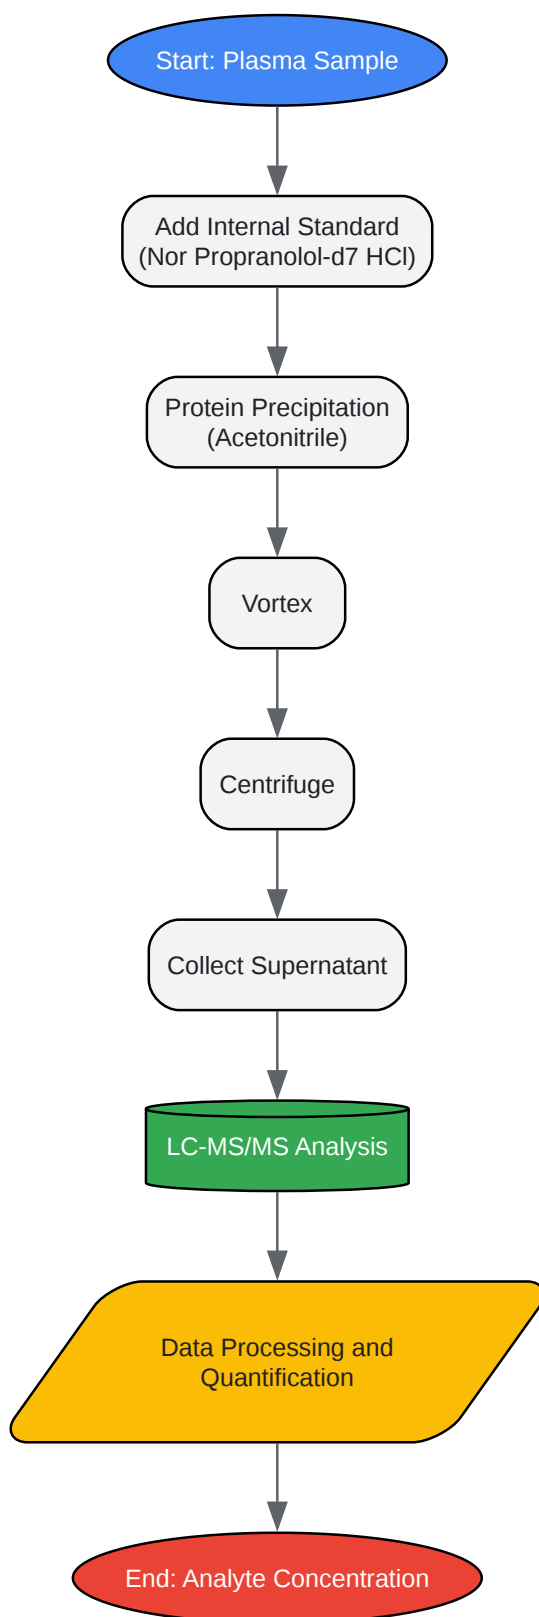 Start: Plasma Sample
Add Internal Standard
(Nor Propranolol-d7 HCl)
Protein Precipitation
(Acetonitrile)
Vortex
Centrifuge
Collect Supernatant
LC-MS/MS Analysis
Data Processing and
Quantification
End: Analyte Concentration